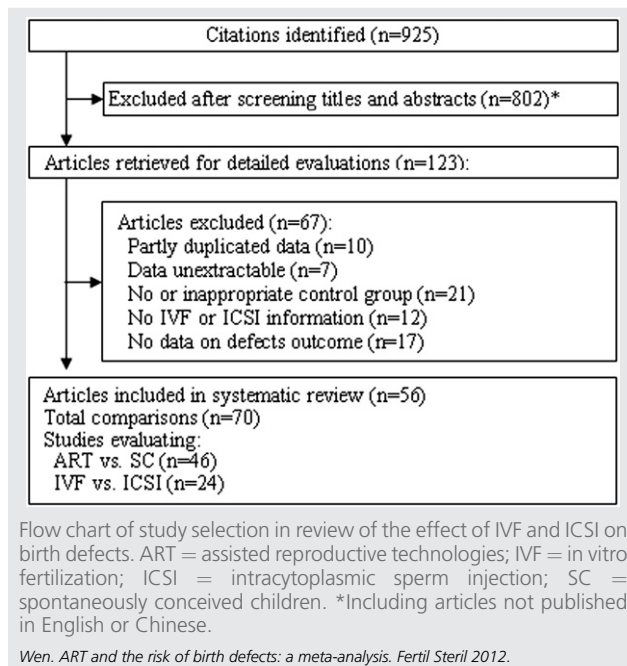 Citations identified (n=925)
Excluded after screening titles and abstracts (n=802)*
Articles retrieved for detailed evaluations (n=123):
Articles excluded (n=67):
Partly duplicated data (n=10)
Data unextractable (n=7)
No or inappropriate control group (n=21)
No IVF or ICSI information (n=12)
No data on defects outcome (n=17)
Articles included in systematic review (n=56)
Total comparisons (n=70)
Studies evaluating:
ART vs. SC (n=46)
IVF vs. ICSI (n=24)
Flow chart of study selection in review of the effect of IVF and ICSI on
birth defects. ART = assisted reproductive technologies; IVF = in vitro
fertilization; ICSI = intracytoplasmic sperm injection; SC =
spontaneously conceived children. *Including articles not published
in English or Chinese.
Wen. ART and the risk of birth defects: a meta-analysis. Fertil Steril 2012.